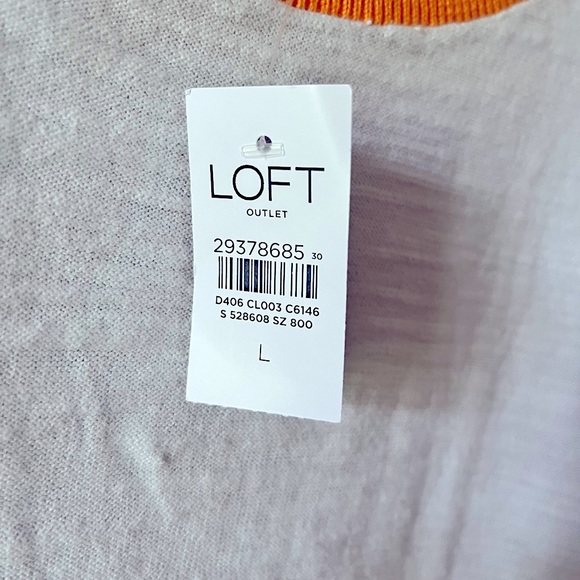 LOFT
OUTLET
29378685 30
D406 CL003 C6146
S 528608 SZ 800
L